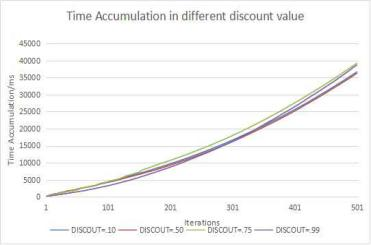 Time Accumulation in different discount value
45000
40000
35000
30000
25000
20000
15000
10000
5000
0
Time Accumulation/ms
1 101 201 301 401 501
Iterations
DISCOUT=.10 DISCOUT=.50 DISCOUT=.75 DISCOUT=.99